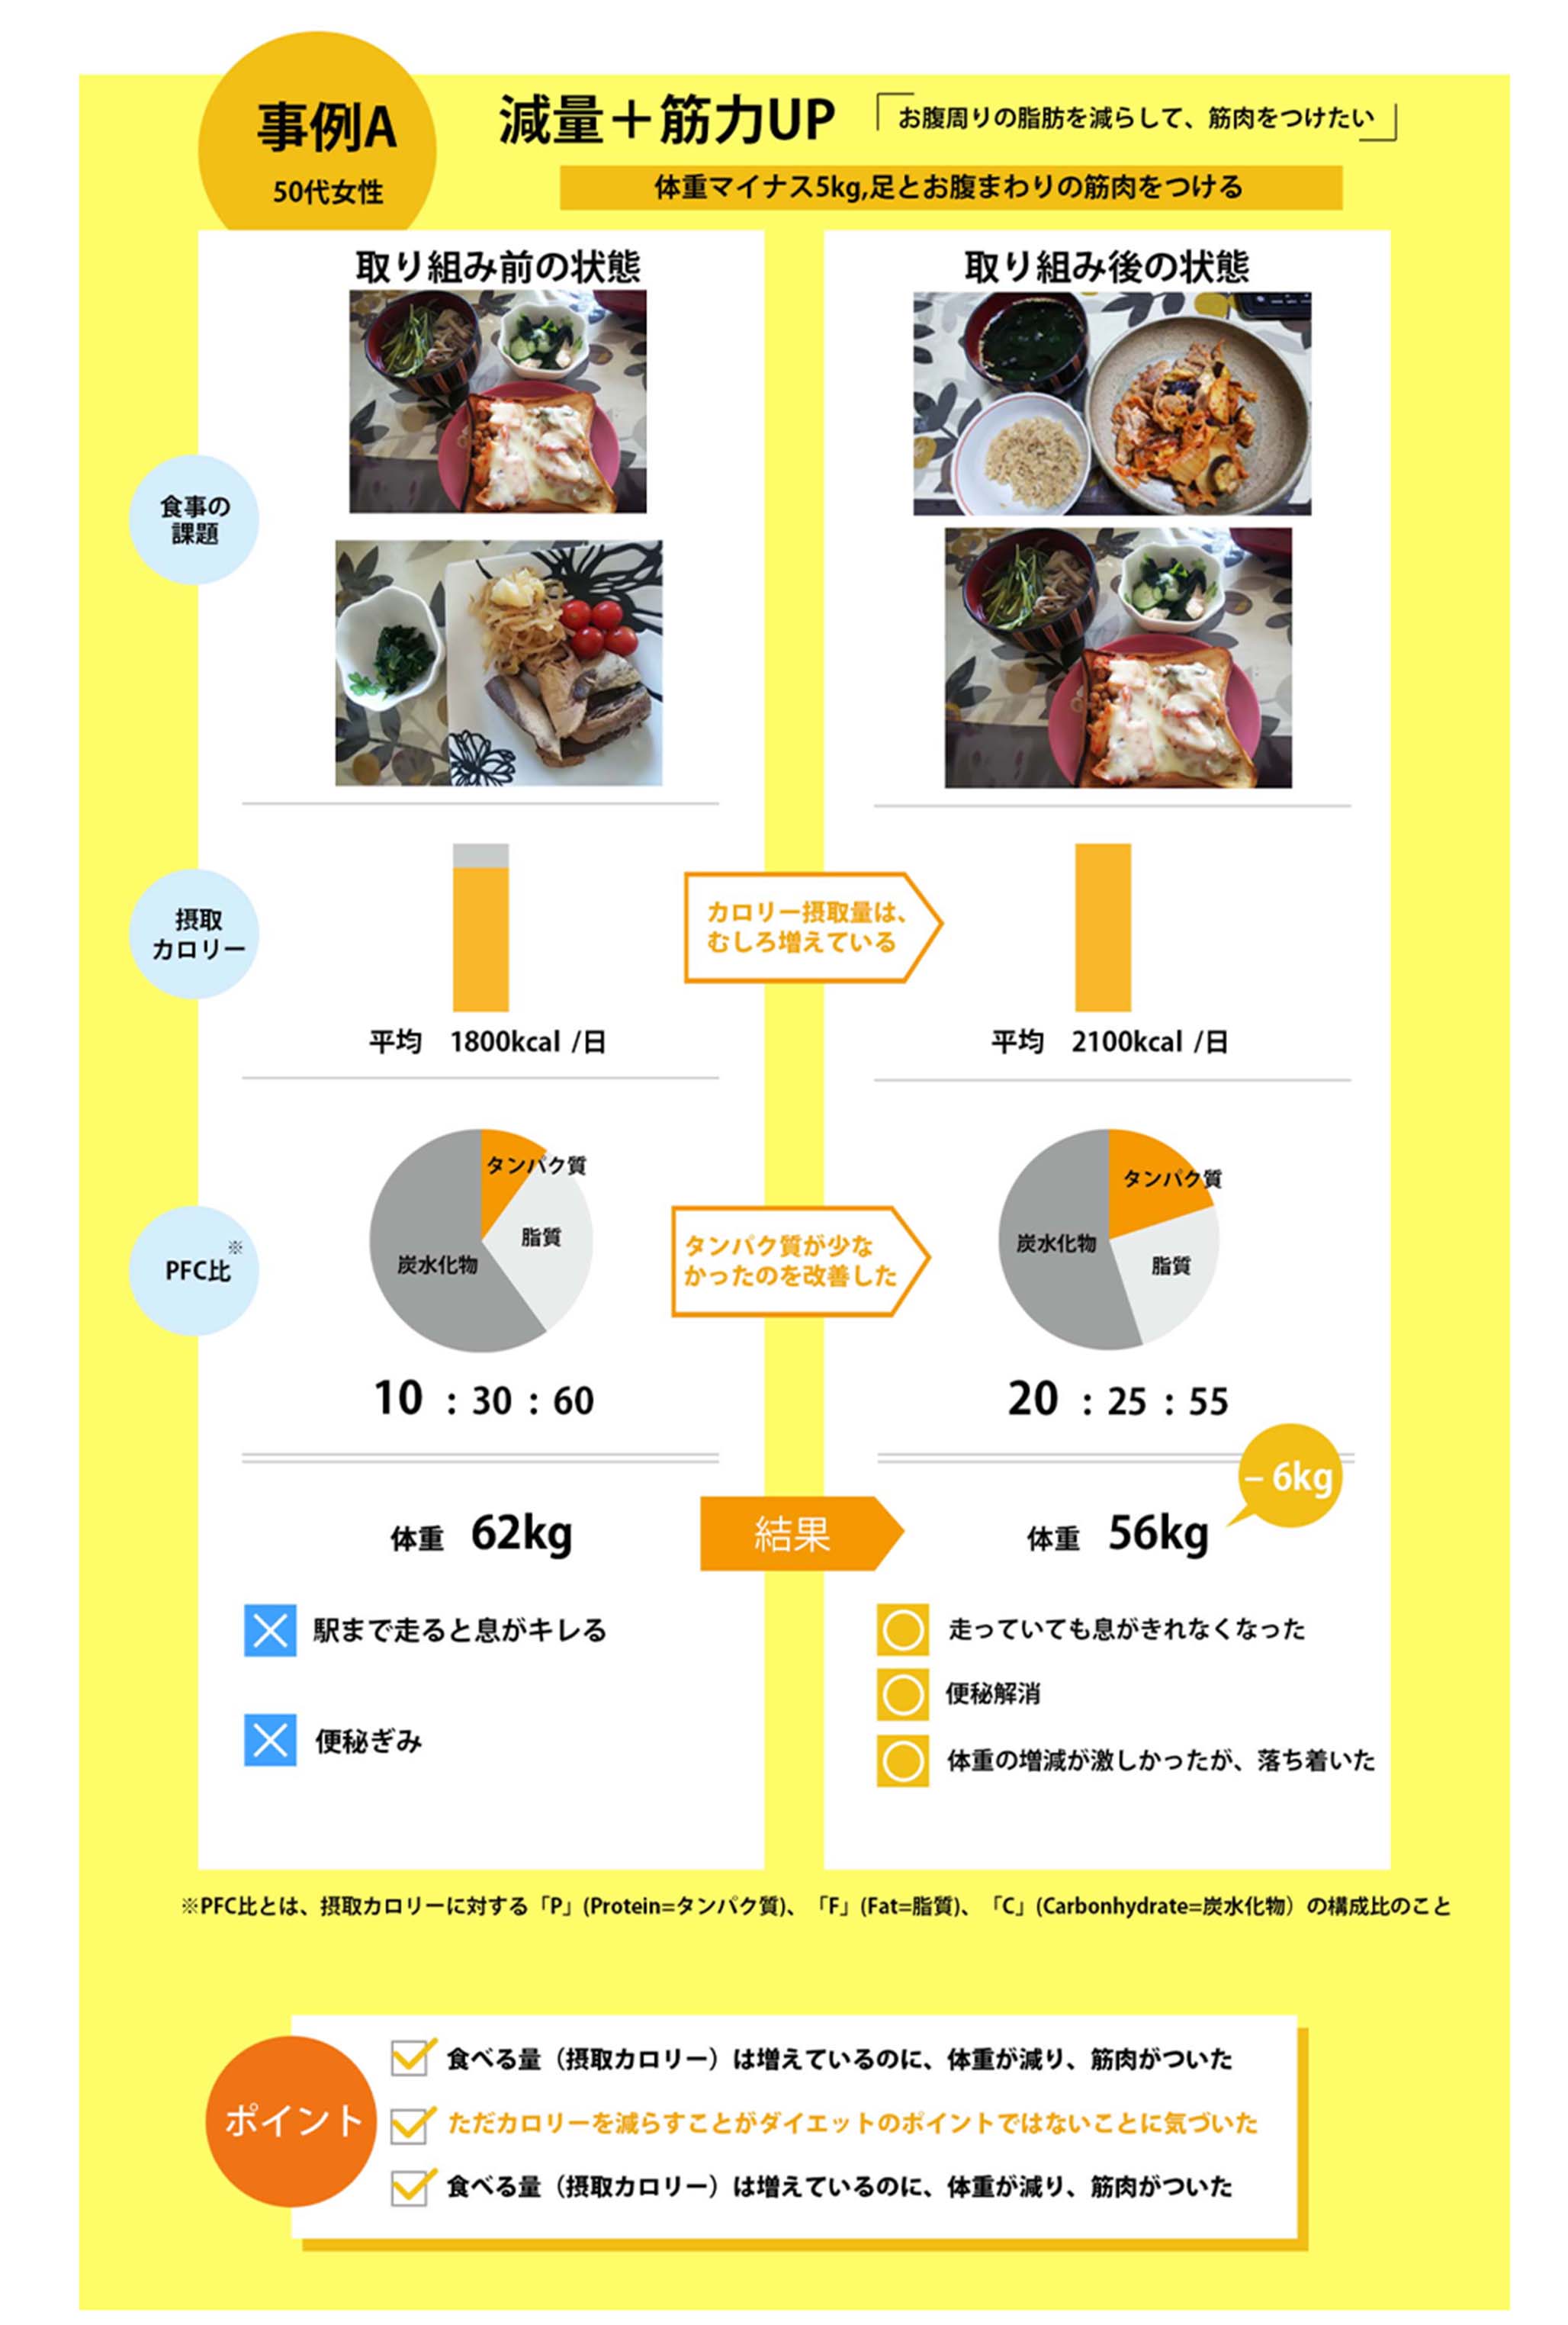 事例A
50代女性
減量＋筋力UP
「お腹周りの脂肪を減らして、筋肉をつけたい」
体重マイナス5kg,足とお腹まわりの筋肉をつける
取り組み前の状態
取り組み後の状態
食事の
課題
摂取
カロリー
カロリー摂取量は、
むしろ増えている
平均 1800kcal /日
平均 2100kcal /日
PFC比
※
タンパク質
脂質
炭水化物
タンパク質が少な
かったのを改善した
タンパク質
脂質
炭水化物
10 : 30 : 60
20 : 25 : 55
体重 62kg
結果
体重 56kg
– 6kg
駅まで走ると息がキレる
便秘ぎみ
走っていても息がきれなくなった
便秘解消
体重の増減が激しかったが、落ち着いた
※PFC比とは、摂取カロリーに対する「P」(Protein=タンパク質)、「F」(Fat=脂質)、「C」(Carbonhydrate=炭水化物）の構成比のこと
ポイント
食べる量（摂取カロリー）は増えているのに、体重が減り、筋肉がついた
ただカロリーを減らすことがダイエットのポイントではないことに気づいた
食べる量（摂取カロリー）は増えているのに、体重が減り、筋肉がついた